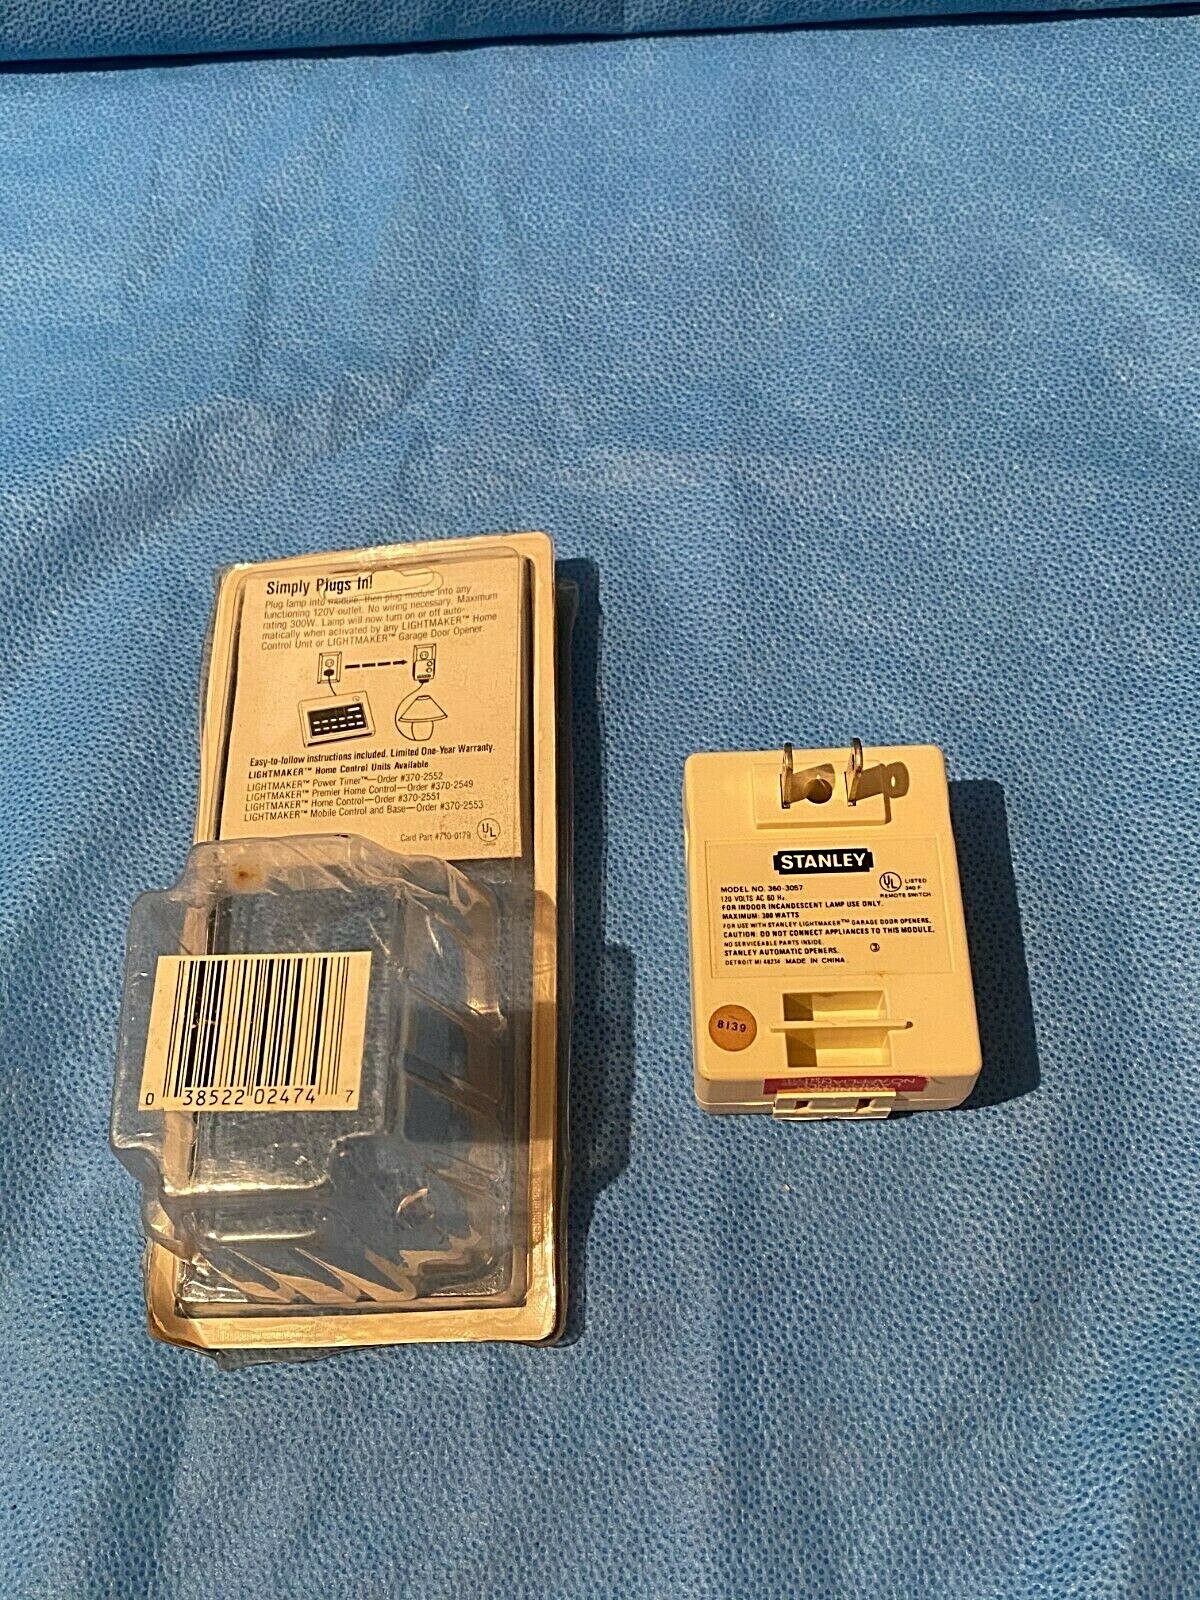 Simply Plugs In!
Plug lamp into module, then plug module into any
functioning 120V outlet. No wiring necessary. Maximum
rating 300W. Lamp will now turn on or off auto-
matically when activated by any LIGHTMAKER™ Home
Control Unit or LIGHTMAKER™ Garage Door Opener.
Easy-to-follow instructions included. Limited One-Year Warranty.
LIGHTMAKER™ Home Control Units Available
LIGHTMAKER™ Power Timer™—Order #370-2552
LIGHTMAKER™ Premier Home Control—Order #370-2549
LIGHTMAKER™ Home Control—Order #370-2551
LIGHTMAKER™ Mobile Control and Base—Order #370-2553
Card Part #710-0179
UL
0 38522 02474 7
STANLEY
MODEL NO. 360-3057
120 VOLTS AC 60 Hz
UL LISTED
340 F
REMOTE SWITCH
FOR INDOOR INCANDESCENT LAMP USE ONLY.
MAXIMUM: 300 WATTS
FOR USE WITH STANLEY LIGHTMAKER™ GARAGE DOOR OPENERS.
CAUTION: DO NOT CONNECT APPLIANCES TO THIS MODULE.
NO SERVICEABLE PARTS INSIDE.
STANLEY AUTOMATIC OPENERS. 3
DETROIT MI 48234 MADE IN CHINA
8139